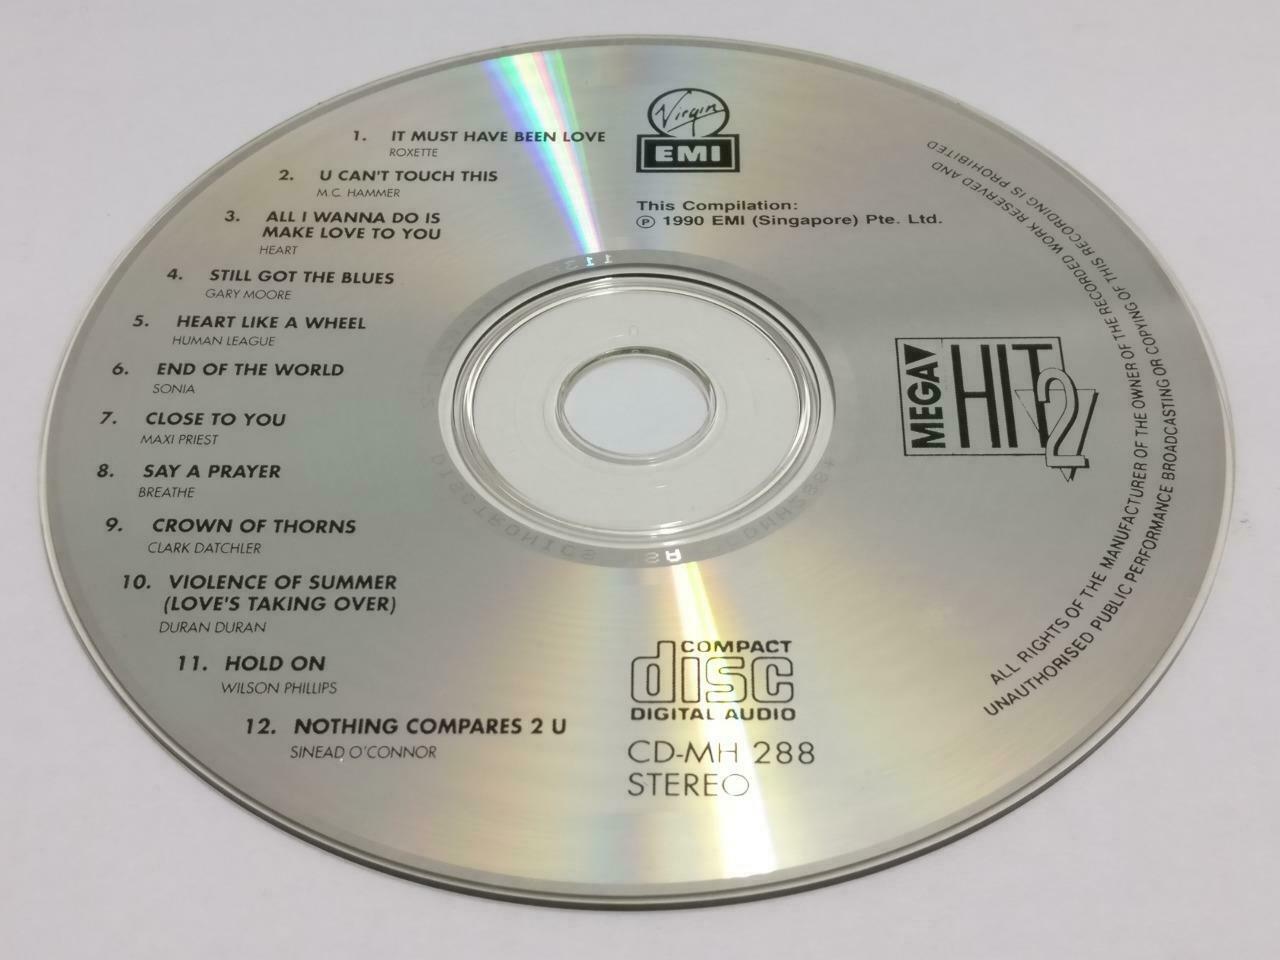 1. IT MUST HAVE BEEN LOVE
ROXETTE
2. U CAN'T TOUCH THIS
M.C. HAMMER
3. ALL I WANNA DO IS
MAKE LOVE TO YOU
HEART
4. STILL GOT THE BLUES
GARY MOORE
5. HEART LIKE A WHEEL
HUMAN LEAGUE
6. END OF THE WORLD
SONIA
7. CLOSE TO YOU
MAXI PRIEST
8. SAY A PRAYER
BREATHE
9. CROWN OF THORNS
CLARK DATCHLER
10. VIOLENCE OF SUMMER
(LOVE'S TAKING OVER)
DURAN DURAN
11. HOLD ON
WILSON PHILLIPS
12. NOTHING COMPARES 2 U
SINEAD O'CONNOR
Virgin
EMI
This Compilation:
℗ 1990 EMI (Singapore) Pte. Ltd.
MEGA HIT 2
COMPACT
disc
DIGITAL AUDIO
CD-MH 288
STEREO
ALL RIGHTS OF THE MANUFACTURER OF THE OWNER OF THE RECORDED WORK RESERVED AND
UNAUTHORISED PUBLIC PERFORMANCE BROADCASTING OR COPYING OF THIS RECORDING IS PROHIBITED